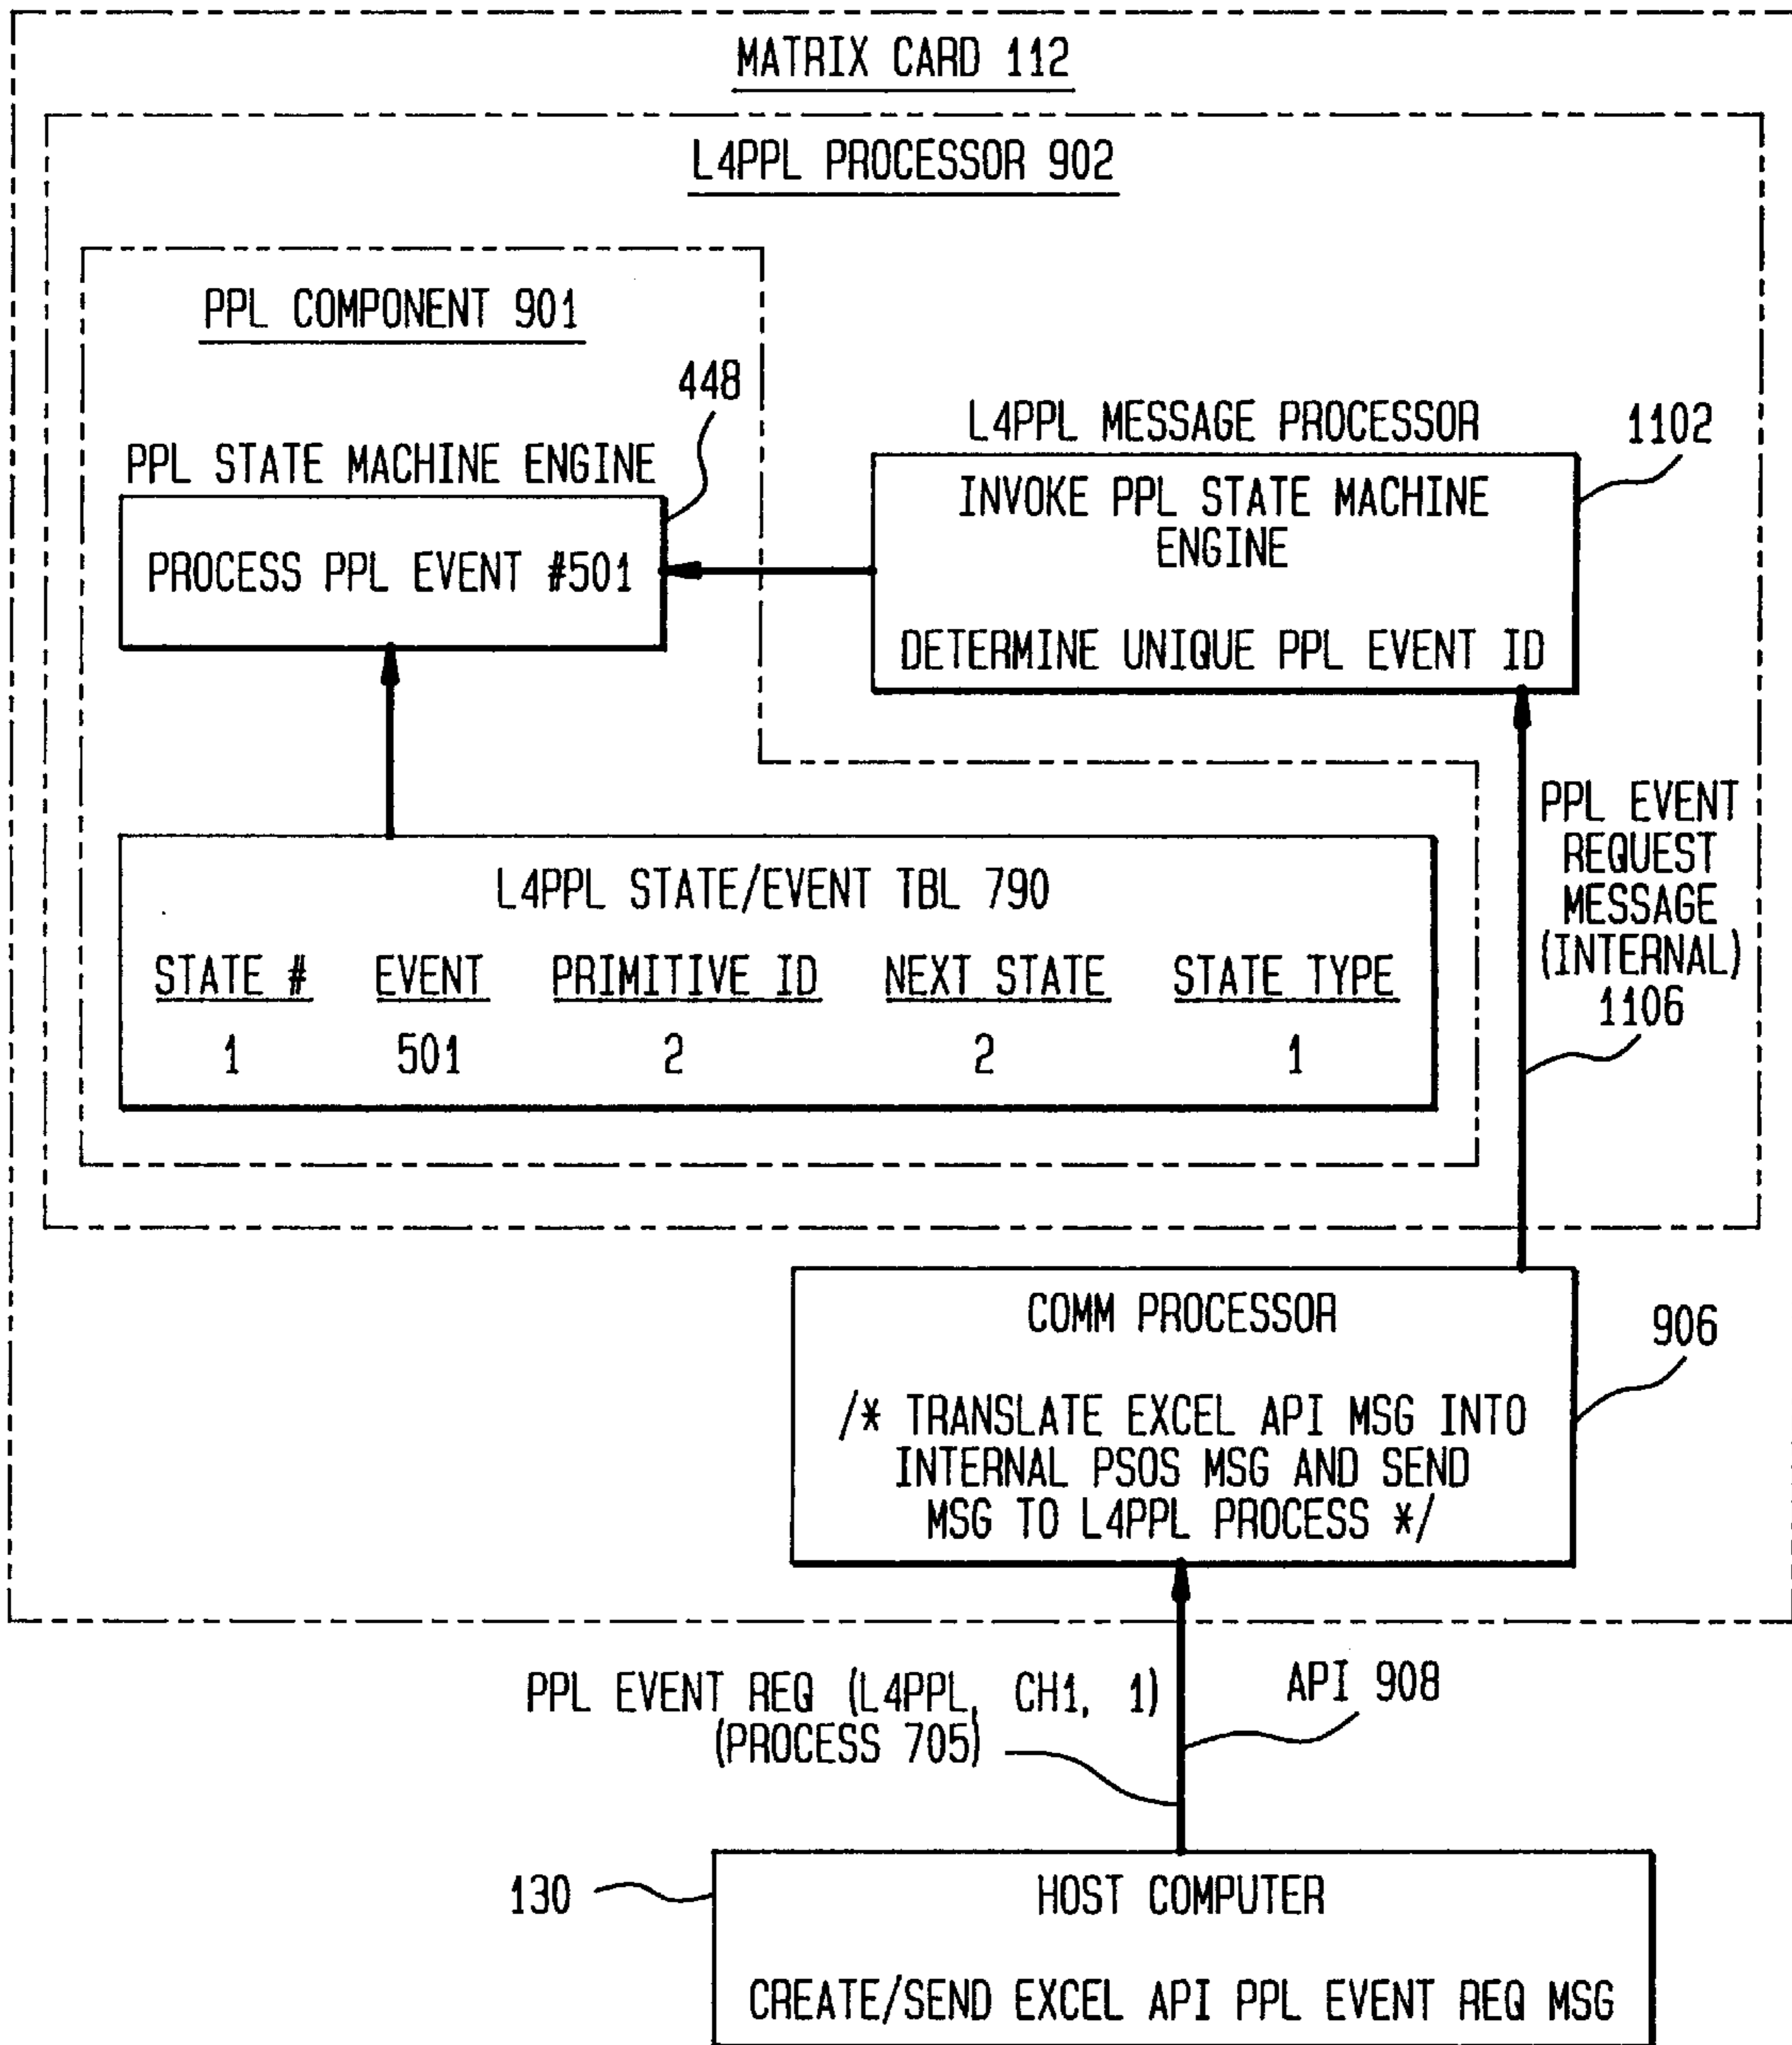 MATRIX CARD 112
L4PPL PROCESSOR 902
PPL COMPONENT 901
448
PPL STATE MACHINE ENGINE
PROCESS PPL EVENT #501
L4PPL MESSAGE PROCESSOR
1102
INVOKE PPL STATE MACHINE
ENGINE
DETERMINE UNIQUE PPL EVENT ID
PPL EVENT
REQUEST
MESSAGE
(INTERNAL)
1106
L4PPL STATE/EVENT TBL 790
STATE # EVENT PRIMITIVE ID NEXT STATE STATE TYPE
1 501 2 2 1
COMM PROCESSOR
906
/* TRANSLATE EXCEL API MSG INTO
INTERNAL PSOS MSG AND SEND
MSG TO L4PPL PROCESS */
PPL EVENT REQ (L4PPL, CH1, 1)
(PROCESS 705)
API 908
130
HOST COMPUTER
CREATE/SEND EXCEL API PPL EVENT REQ MSG